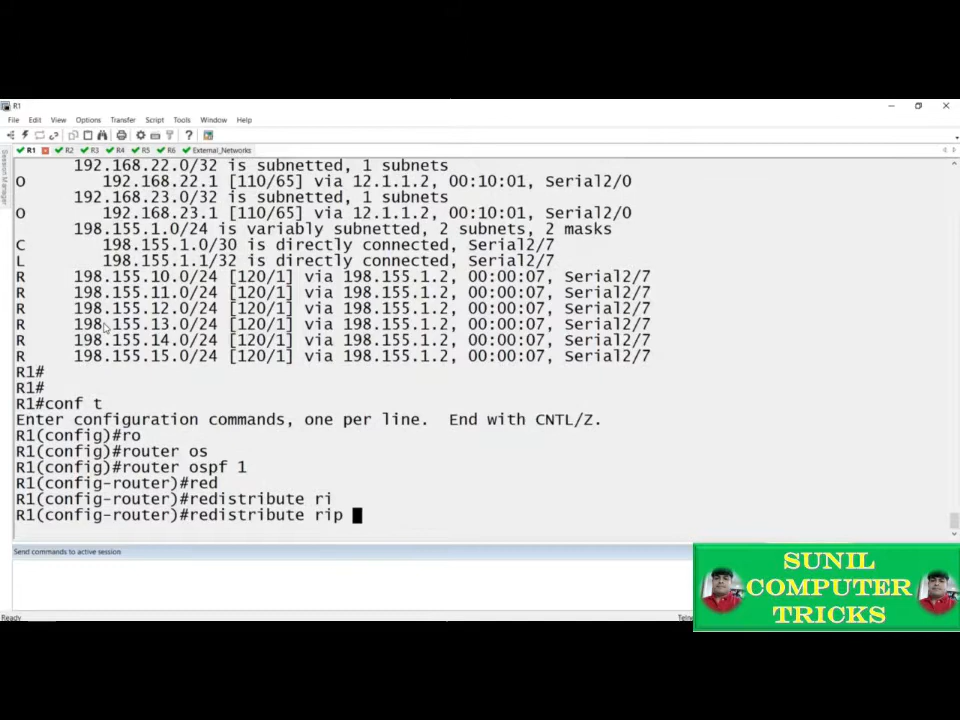 R1
File Edit View Options Transfer Script Tools Window Help
R1 R2 R3 R4 R5 R6 External_Networks
Session Manager
192.168.22.0/32 is subnetted, 1 subnets
O 192.168.22.1 [110/65] via 12.1.1.2, 00:10:01, Serial2/0
192.168.23.0/32 is subnetted, 1 subnets
O 192.168.23.1 [110/65] via 12.1.1.2, 00:10:01, Serial2/0
198.155.1.0/24 is variably subnetted, 2 subnets, 2 masks
C 198.155.1.0/30 is directly connected, Serial2/7
L 198.155.1.1/32 is directly connected, Serial2/7
R 198.155.10.0/24 [120/1] via 198.155.1.2, 00:00:07, Serial2/7
R 198.155.11.0/24 [120/1] via 198.155.1.2, 00:00:07, Serial2/7
R 198.155.12.0/24 [120/1] via 198.155.1.2, 00:00:07, Serial2/7
R 198.155.13.0/24 [120/1] via 198.155.1.2, 00:00:07, Serial2/7
R 198.155.14.0/24 [120/1] via 198.155.1.2, 00:00:07, Serial2/7
R 198.155.15.0/24 [120/1] via 198.155.1.2, 00:00:07, Serial2/7
R1#
R1#
R1#conf t
Enter configuration commands, one per line. End with CNTL/Z.
R1(config)#ro
R1(config)#router os
R1(config)#router ospf 1
R1(config-router)#red
R1(config-router)#redistribute ri
R1(config-router)#redistribute rip
Send commands to active session
SUNIL
COMPUTER
TRICKS
Ready